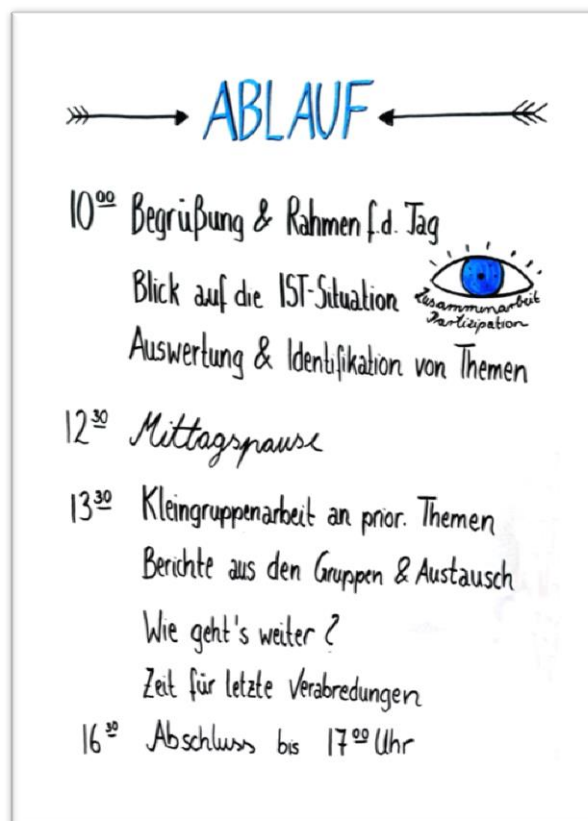 ABLAUF
10⁰⁰ Begrüßung & Rahmen f.d. Tag
Blick auf die IST-Situation
Zusammenarbeit
Partizipation
Auswertung & Identifikation von Themen
12³⁰ Mittagspause
13³⁰ Kleingruppenarbeit an prior. Themen
Berichte aus den Gruppen & Austausch
Wie geht's weiter?
Zeit für letzte Verabredungen
16³⁰ Abschluss bis 17⁰⁰ Uhr